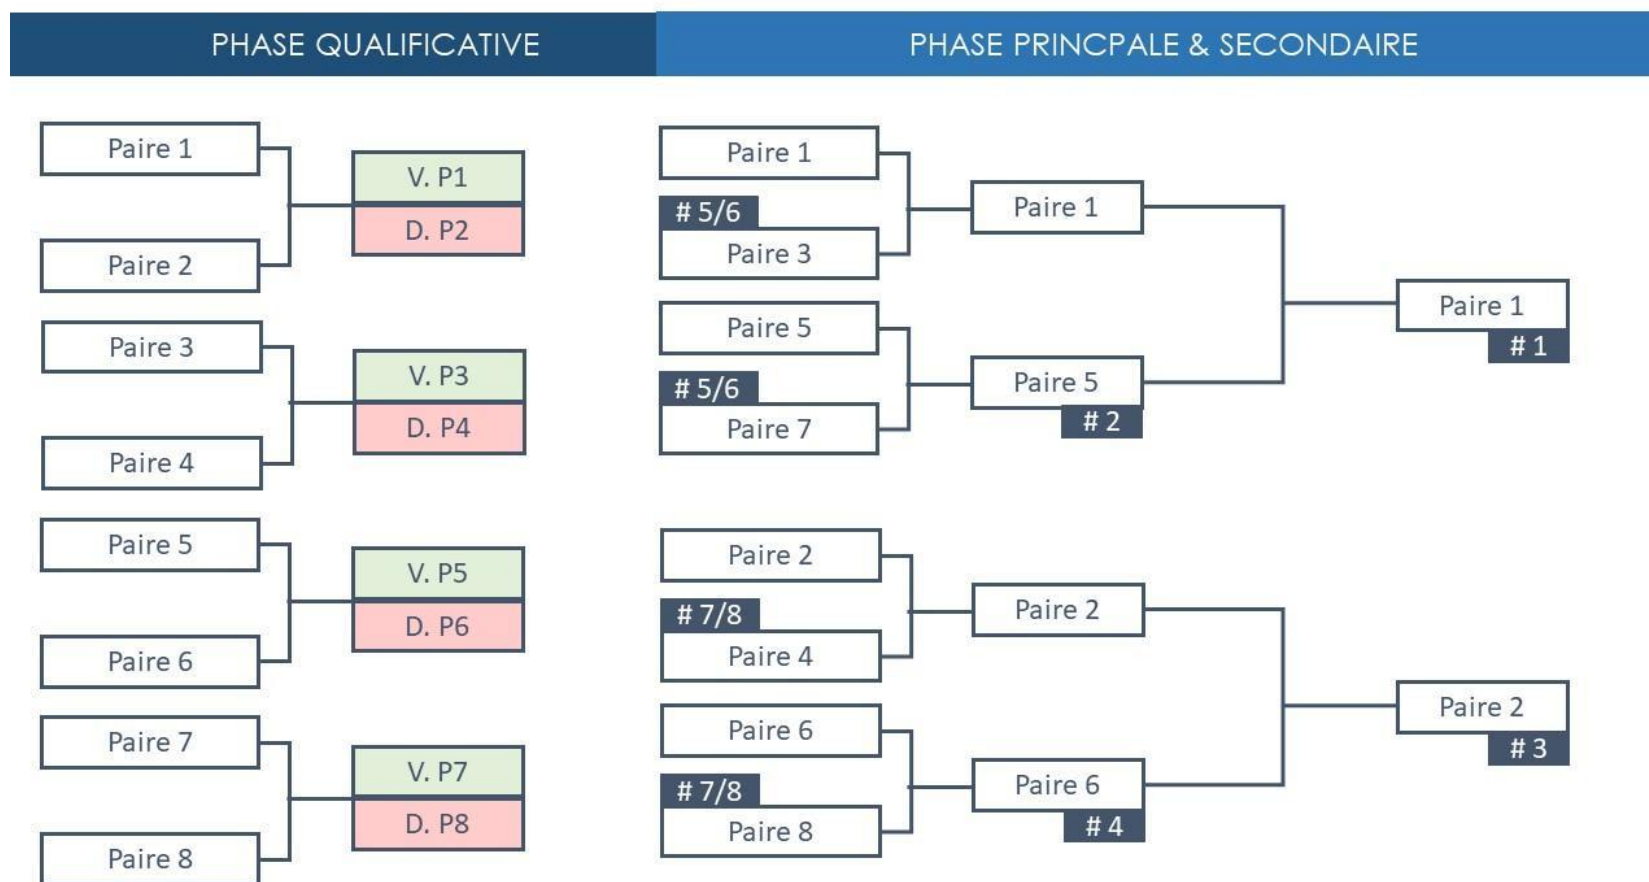 PHASE QUALIFICATIVE
PHASE PRINCPALE & SECONDAIRE
Paire 1
V. P1
D. P2
Paire 2
Paire 3
V. P3
D. P4
Paire 4
Paire 5
V. P5
D. P6
Paire 6
Paire 7
V. P7
D. P8
Paire 8
Paire 1
# 5/6
Paire 3
Paire 5
# 5/6
Paire 7
Paire 1
Paire 5
# 2
Paire 1
# 1
Paire 2
# 7/8
Paire 4
Paire 6
# 7/8
Paire 8
Paire 2
Paire 6
# 4
Paire 2
# 3